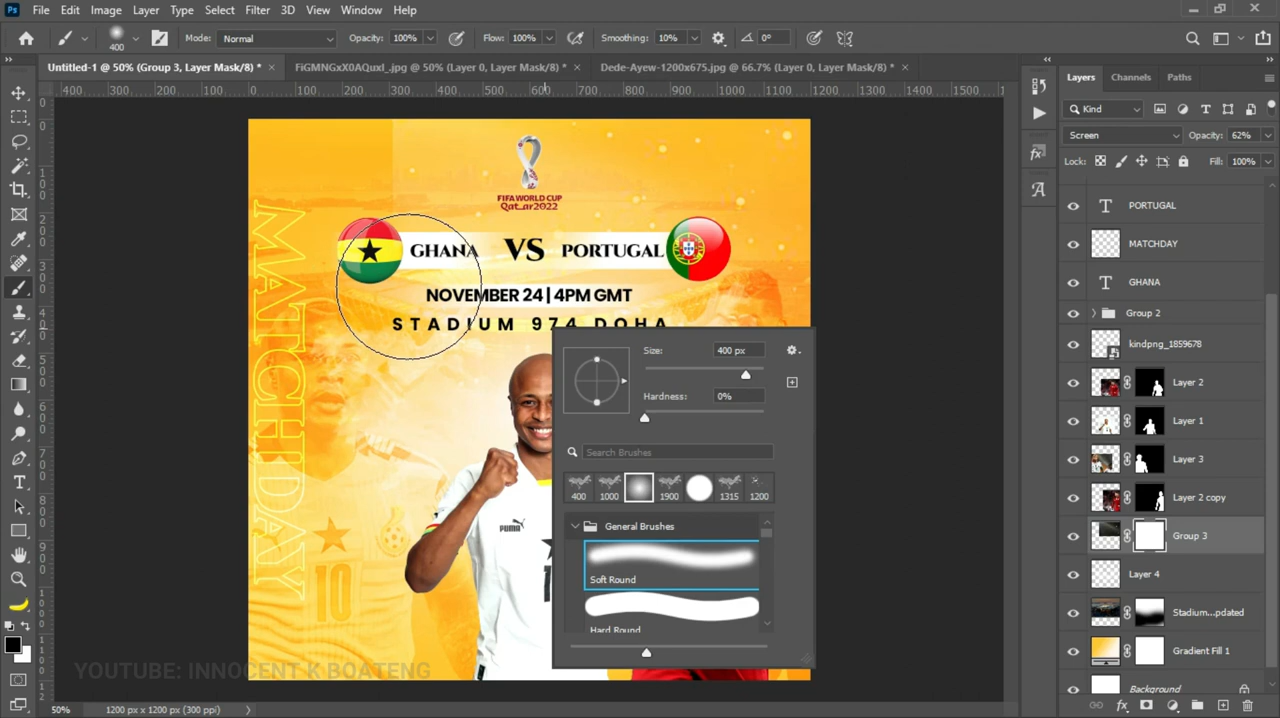 Ps File Edit Image Layer Type Select Filter 3D View Window Help
400 Mode: Normal Opacity: 100% Flow: 100% Smoothing: 10% 0°
Untitled-1 @ 50% (Group 3, Layer Mask/8) * × FiGMNGxX0AQuxI_.jpg @ 50% (Layer 0, Layer Mask/8) * × Dede-Ayew-1200x675.jpg @ 66.7% (Layer 0, Layer Mask/8) * ×
400 300 200 100 0 100 200 300 400 500 600 700 800 900 1000 1100 1200 1300 1400 1500
Layers Channels Paths
Kind
Screen Opacity: 62%
Lock: Fill: 100%
PORTUGAL
MATCHDAY
GHANA
Group 2
kindpng_1859678
Layer 2
Layer 1
Layer 3
Layer 2 copy
Group 3
Layer 4
Stadium...pdated
Gradient Fill 1
Background
FIFA WORLD CUP
Qatar2022
GHANA VS PORTUGAL
NOVEMBER 24 | 4PM GMT
STADIUM 974 DOHA
MATCHDAY
PUMA
10
Size: 400 px
Hardness: 0%
Search Brushes
400 1000 1900 1315 1200
General Brushes
Soft Round
Hard Round
YOUTUBE: INNOCENT K BOATENG
50% 1200 px x 1200 px (300 ppi)